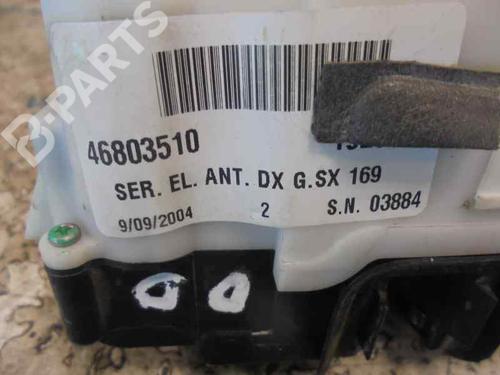 B-PARTS
46803510
SER. EL. ANT. DX G.SX 169
9/09/2004 2 S.N. 03884